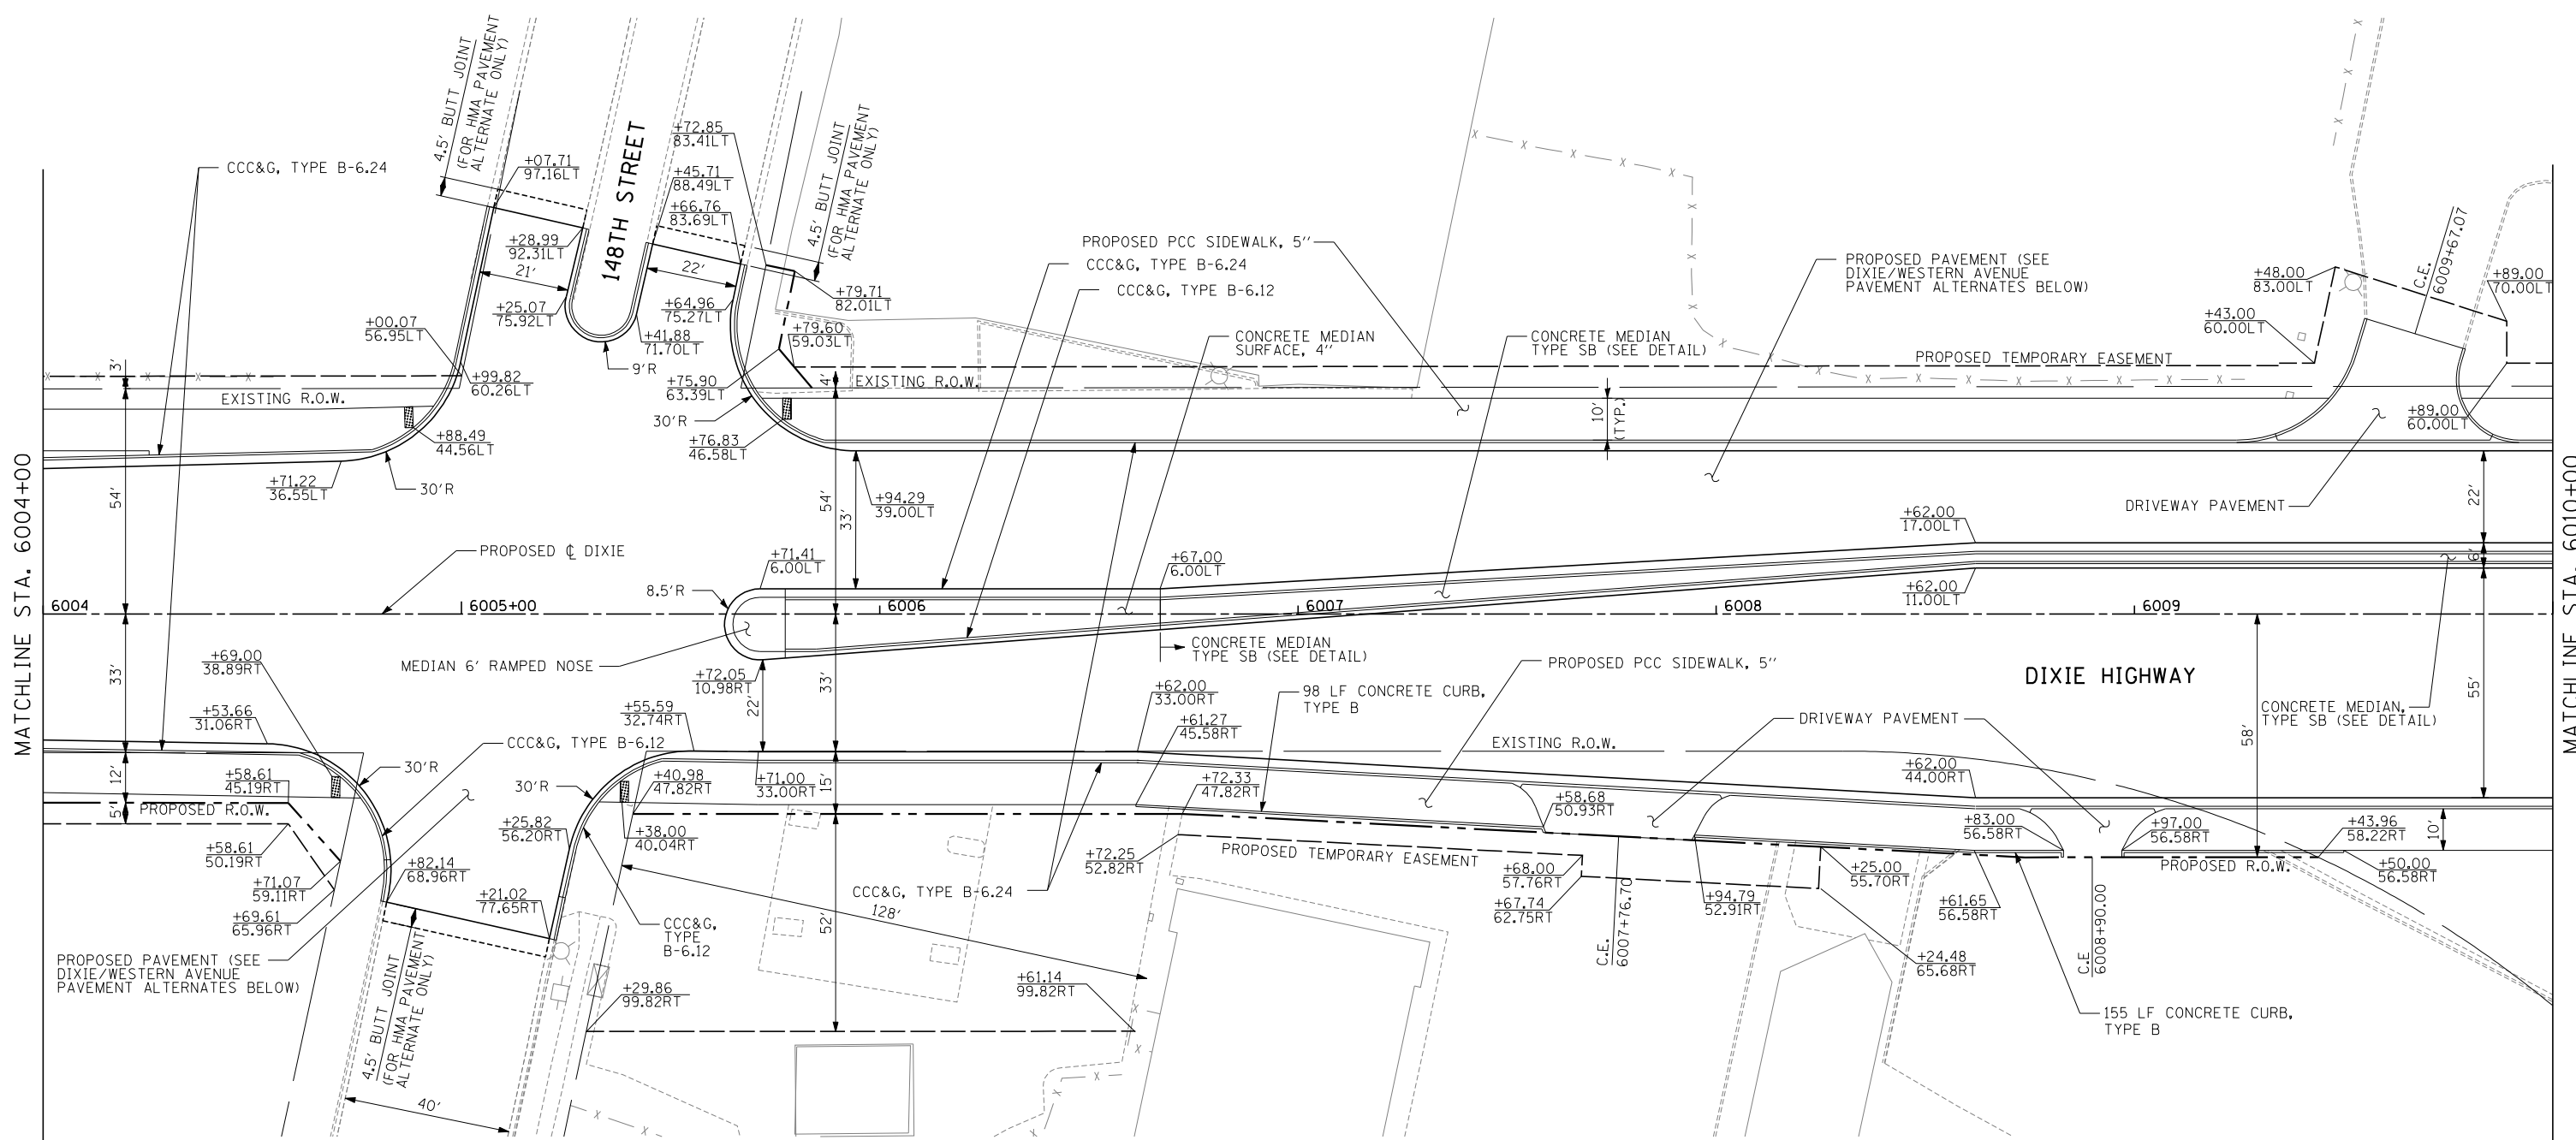 4.5' BUTT JOINT
(FOR HMA PAVEMENT
ALTERNATE ONLY)
148TH STREET
+72.85
83.41LT
4.5' BUTT JOINT
(FOR HMA PAVEMENT
ALTERNATE ONLY)
CCC&G, TYPE B-6.24
+07.71
97.16LT
+45.71
88.49LT
+66.76
83.69LT
+28.99
92.31LT
21'
22'
PROPOSED PCC SIDEWALK, 5"
CCC&G, TYPE B-6.24
CCC&G, TYPE B-6.12
PROPOSED PAVEMENT (SEE
DIXIE/WESTERN AVENUE
PAVEMENT ALTERNATES BELOW)
C.E.
6009+67.07
+48.00
83.00LT
+89.00
70.00LT
+25.07
75.92LT
+64.96
75.27LT
+79.71
82.01LT
+00.07
56.95LT
+41.88
71.70LT
+79.60
59.03LT
CONCRETE MEDIAN
SURFACE, 4"
CONCRETE MEDIAN
TYPE SB (SEE DETAIL)
+43.00
60.00LT
3'
9'R
PROPOSED TEMPORARY EASEMENT
+99.82
60.26LT
+75.90
63.39LT
4'
EXISTING R.O.W.
EXISTING R.O.W.
10'
(TYP.)
+89.00
60.00LT
+88.49
44.56LT
30'R
+76.83
46.58LT
MATCHLINE STA. 6004+00
54'
+71.22
36.55LT
30'R
54'
33'
+94.29
39.00LT
DRIVEWAY PAVEMENT
22'
MATCHLINE STA. 6010+00
+62.00
17.00LT
PROPOSED ℄ DIXIE
+71.41
6.00LT
+67.00
6.00LT
6'
8.5'R
+62.00
11.00LT
6004
6005+00
6006
6007
6008
6009
CONCRETE MEDIAN
TYPE SB (SEE DETAIL)
MEDIAN 6' RAMPED NOSE
+69.00
38.89RT
33'
+72.05
10.98RT
22'
33'
PROPOSED PCC SIDEWALK, 5"
DIXIE HIGHWAY
55'
58'
+62.00
33.00RT
98 LF CONCRETE CURB,
TYPE B
CONCRETE MEDIAN,
TYPE SB (SEE DETAIL)
+53.66
31.06RT
+55.59
32.74RT
+61.27
45.58RT
DRIVEWAY PAVEMENT
CCC&G, TYPE B-6.12
EXISTING R.O.W.
30'R
12'
+58.61
45.19RT
30'R
+40.98
47.82RT
+71.00
33.00RT
15'
+72.33
47.82RT
+62.00
44.00RT
PROPOSED R.O.W.
5'
+58.68
50.93RT
+83.00
56.58RT
+97.00
56.58RT
+43.96
58.22RT
10'
+25.82
56.20RT
+38.00
40.04RT
+58.61
50.19RT
+72.25
52.82RT
PROPOSED TEMPORARY EASEMENT
+68.00
57.76RT
+25.00
55.70RT
PROPOSED R.O.W.
+50.00
56.58RT
+82.14
68.96RT
+71.07
59.11RT
+21.02
77.65RT
CCC&G, TYPE B-6.24
128'
+67.74
62.75RT
+94.79
52.91RT
+61.65
56.58RT
+69.61
65.96RT
CCC&G,
TYPE
B-6.12
52'
C.E.
6007+76.70
C.E
6008+90.00
PROPOSED PAVEMENT (SEE
DIXIE/WESTERN AVENUE
PAVEMENT ALTERNATES BELOW)
4.5' BUTT JOINT
(FOR HMA PAVEMENT
ALTERNATE ONLY)
+29.86
99.82RT
+61.14
99.82RT
+24.48
65.68RT
155 LF CONCRETE CURB,
TYPE B
40'